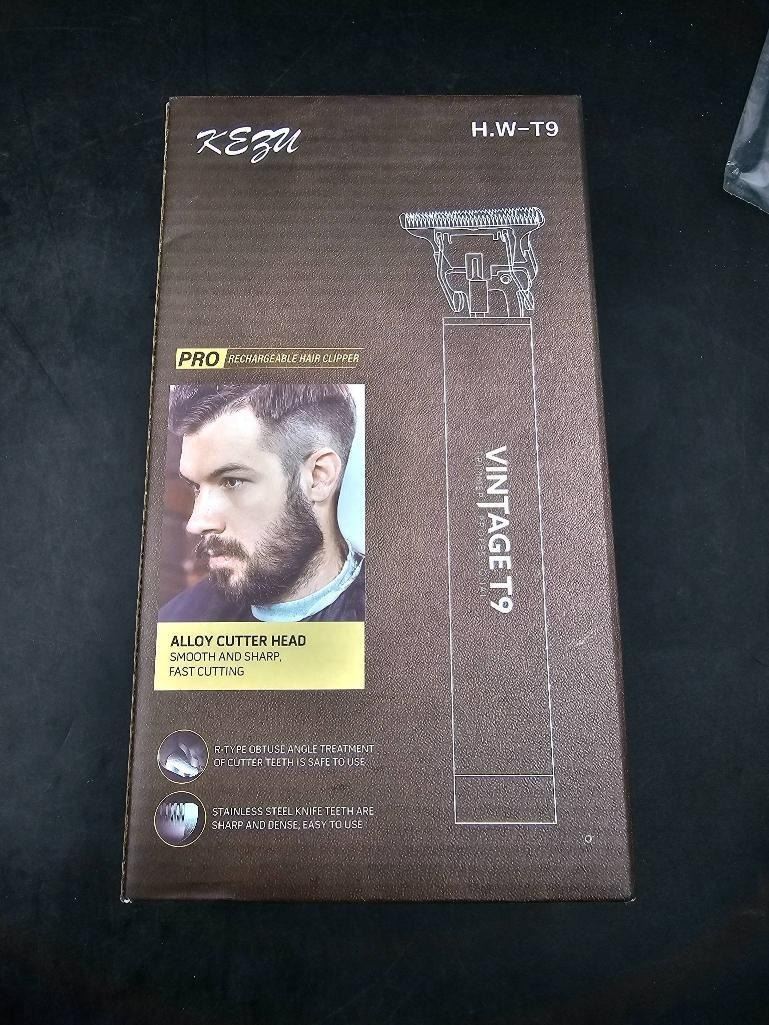 KEZU
H.W-T9
PRO RECHARGEABLE HAIR CLIPPER
VINTAGE T9
ALLOY CUTTER HEAD
SMOOTH AND SHARP,
FAST CUTTING
R-TYPE OBTUSE ANGLE TREATMENT
OF CUTTER TEETH IS SAFE TO USE
STAINLESS STEEL KNIFE TEETH ARE
SHARP AND DENSE, EASY TO USE